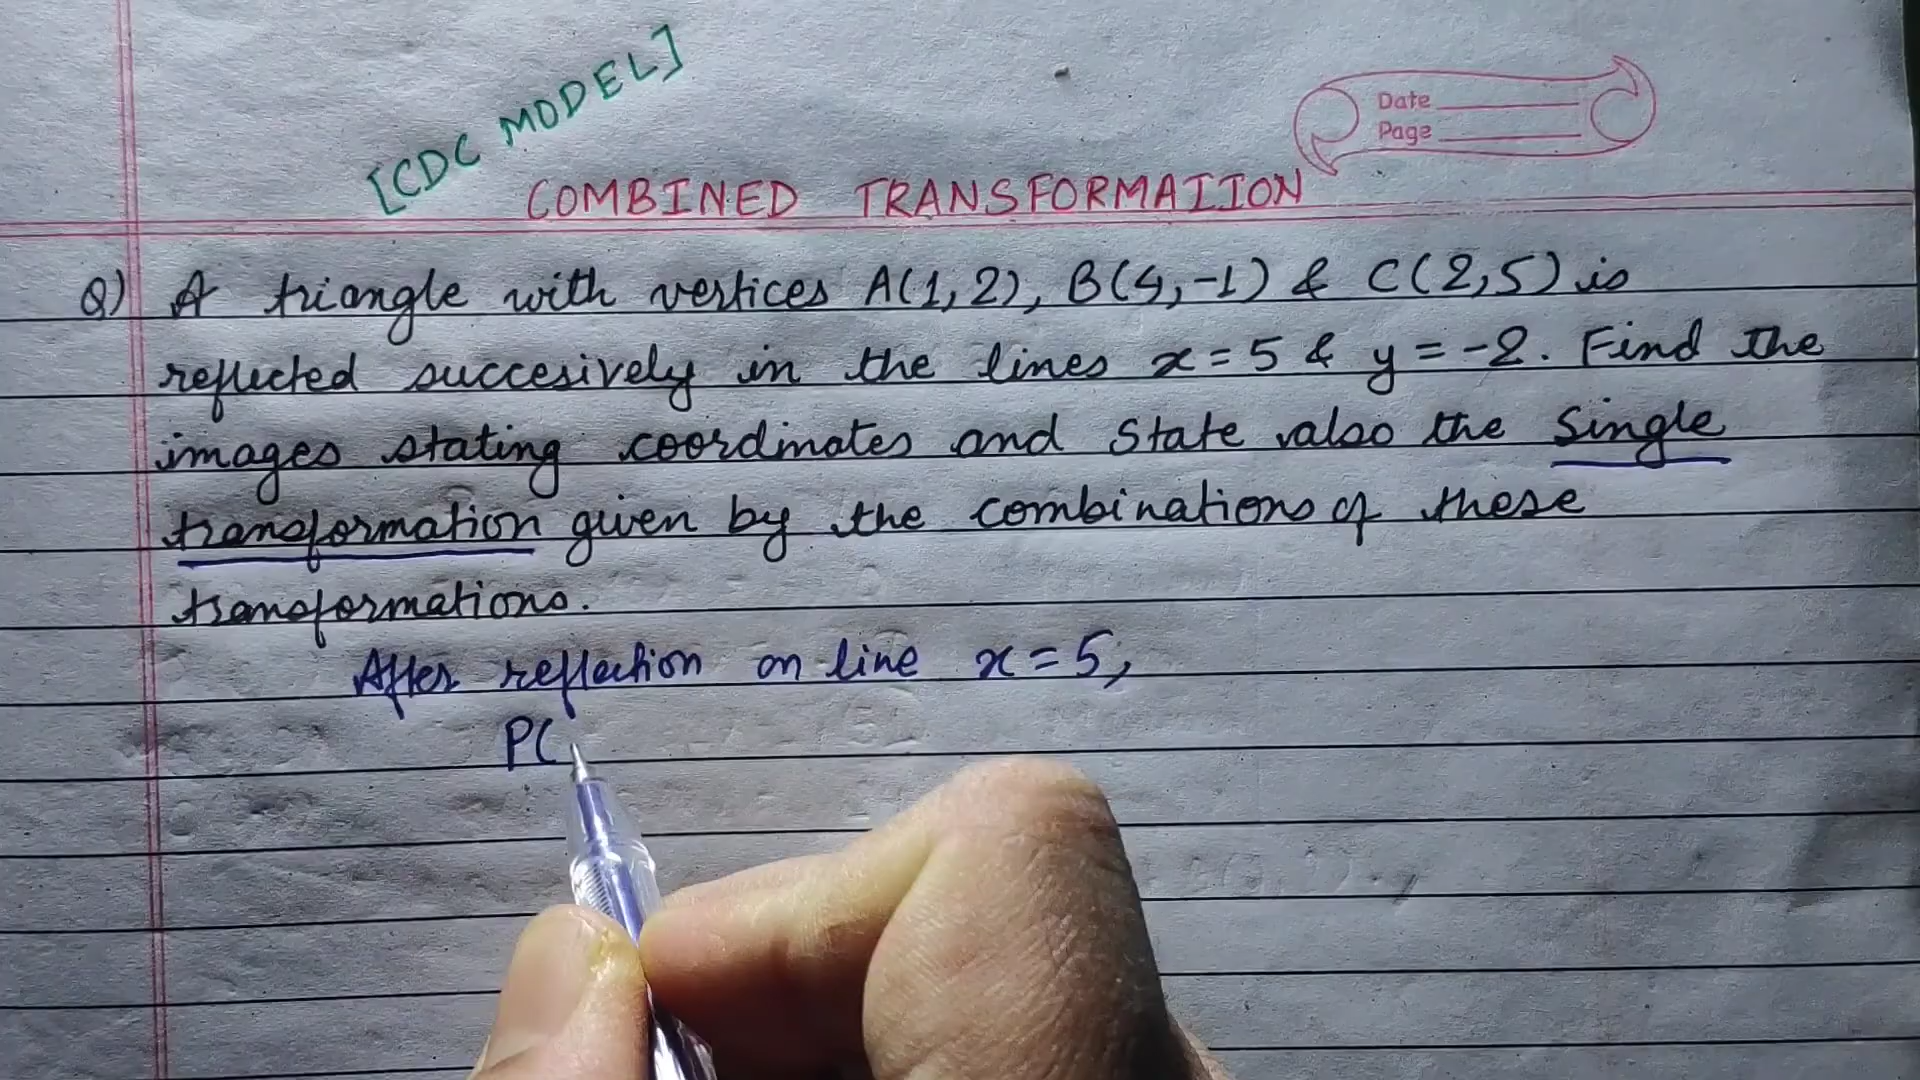 [CDC MODEL]
Date
Page
COMBINED TRANSFORMATION
Q) A triangle with vertices A(1,2), B(4,-1) & C(2,5) is
reflected succesively in the lines x=5 & y=-2. Find the
images stating coordinates and state also the single
transformation given by the combinations of these
transformations.
After reflection on line x=5,
P(